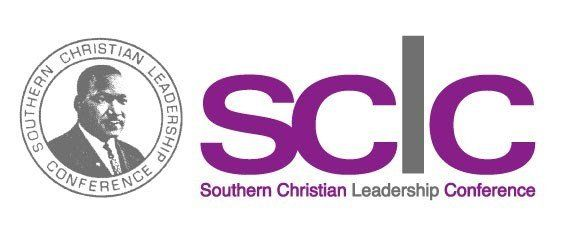 SOUTHERN CHRISTIAN LEADERSHIP
CONFERENCE
sclc
Southern Christian Leadership Conference